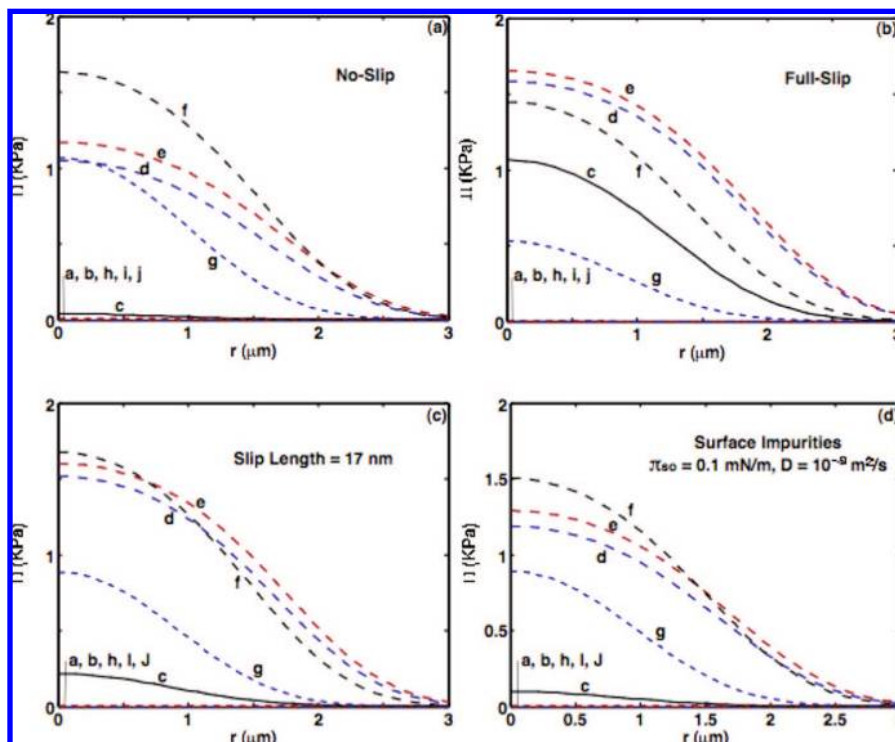 2
(a)
No-Slip
f
e
d
1
g
a, b, h, i, j
c
0
0 1 2 3
r (μm)
Π (KPa)
2
(b)
Full-Slip
e
d
f
c
1
g
a, b, h, i, j
0
0 1 2 3
r (μm)
Π (KPa)
2
(c)
Slip Length = 17 nm
e
d
f
1
g
a, b, h, I, J
c
0
0 1 2 3
r (μm)
Π (KPa)
2
(d)
Surface Impurities
πso = 0.1 mN/m, D = 10⁻⁹ m²/s
1.5
f
e
d
1
g
0.5
a, b, h, I, J
c
0
0 0.5 1 1.5 2 2.5
r (μm)
Π (KPa)